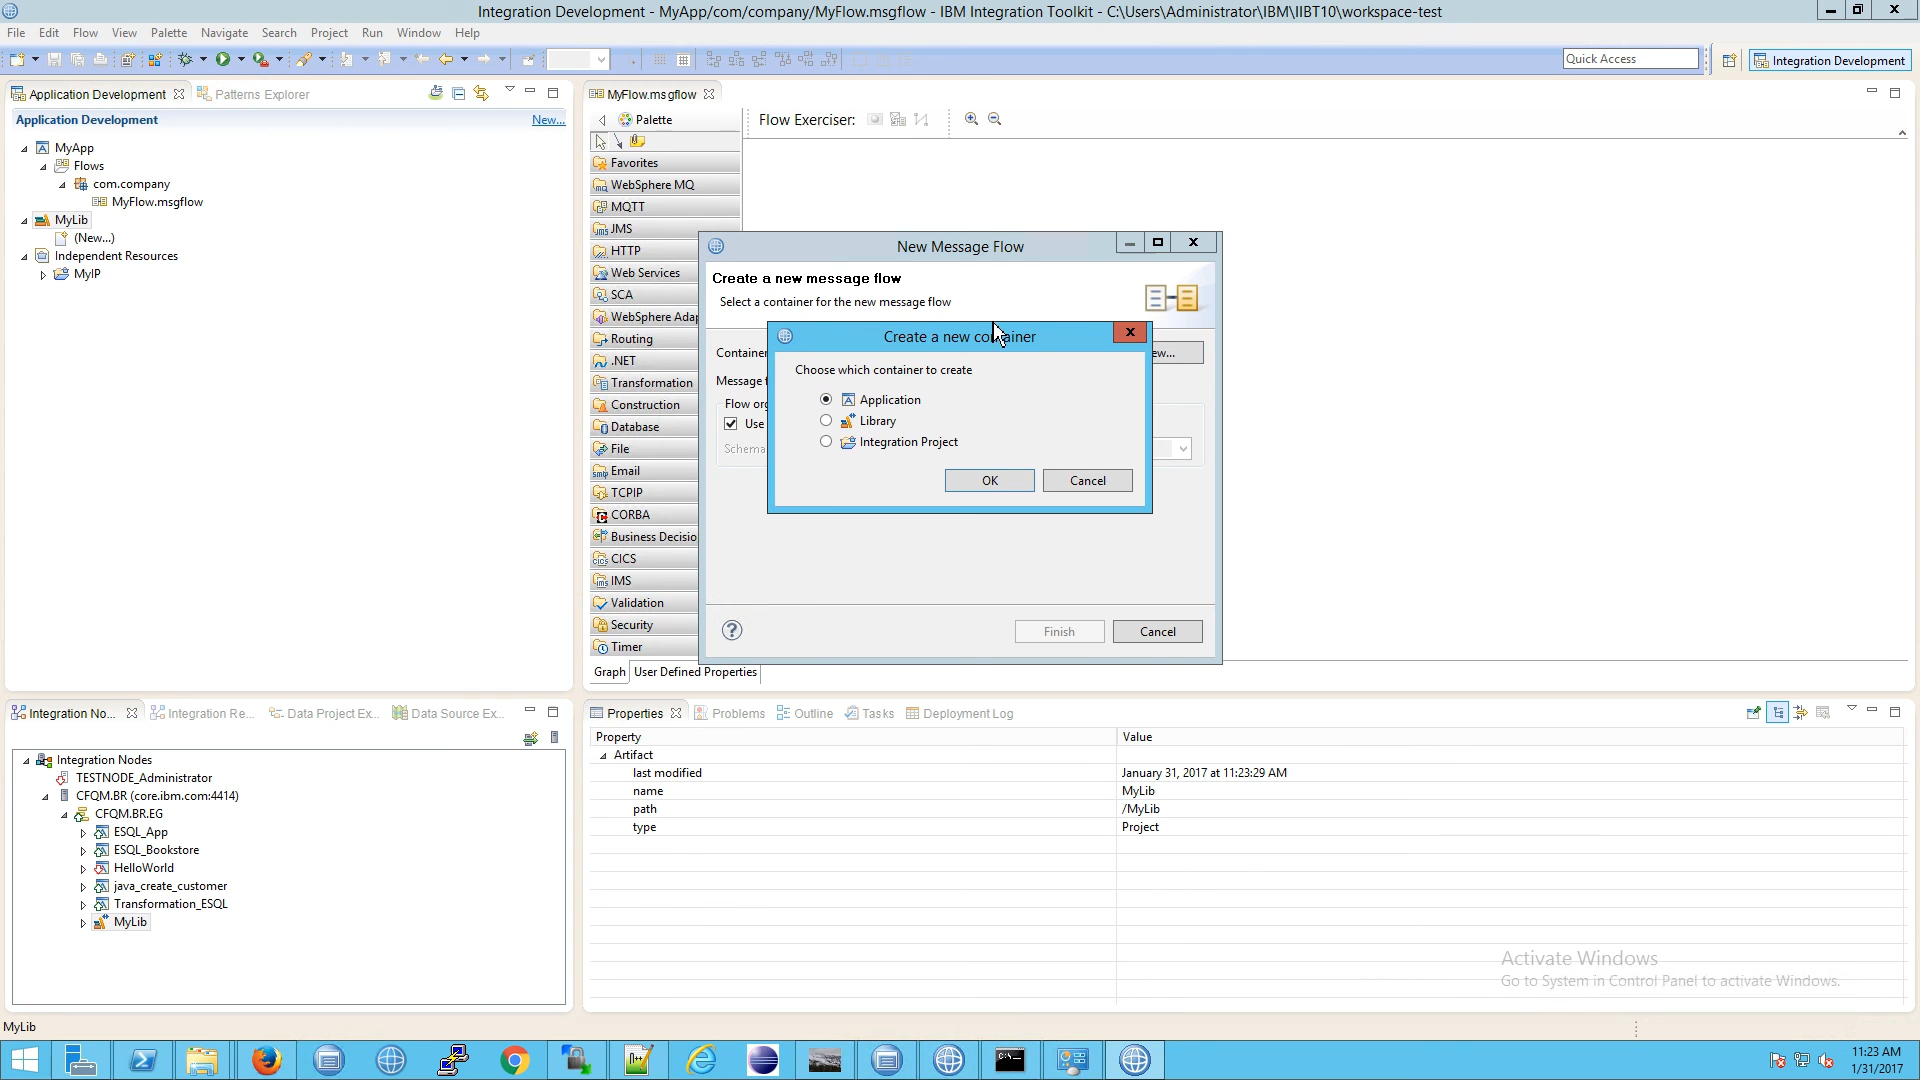 Integration Development - MyApp/com/company/MyFlow.msgflow - IBM Integration Toolkit - C:\Users\Administrator\IBM\IIBT10\workspace-test
File Edit Flow View Palette Navigate Search Project Run Window Help
Quick Access
Integration Development
Application Development
Patterns Explorer
Application Development
New...
MyApp
Flows
com.company
MyFlow.msgflow
MyLib
(New...)
Independent Resources
MyIP
MyFlow.msgflow
Palette
Flow Exerciser:
Favorites
WebSphere MQ
MQTT
JMS
HTTP
Web Services
SCA
WebSphere Adap
Routing
.NET
Transformation
Construction
Database
File
Email
TCPIP
CORBA
Business Decisio
CICS
IMS
Validation
Security
Timer
Graph
User Defined Properties
New Message Flow
Create a new message flow
Select a container for the new message flow
Container
ew...
Message f
Flow org
Use
Schema
Finish
Cancel
Create a new container
Choose which container to create
Application
Library
Integration Project
OK
Cancel
Integration No...
Integration Re...
Data Project Ex...
Data Source Ex...
Integration Nodes
TESTNODE_Administrator
CFQM.BR (core.ibm.com:4414)
CFQM.BR.EG
ESQL_App
ESQL_Bookstore
HelloWorld
java_create_customer
Transformation_ESQL
MyLib
Properties
Problems
Outline
Tasks
Deployment Log
Property Value
Artifact
last modified January 31, 2017 at 11:23:29 AM
name MyLib
path /MyLib
type Project
Activate Windows
Go to System in Control Panel to activate Windows.
MyLib
11:23 AM
1/31/2017